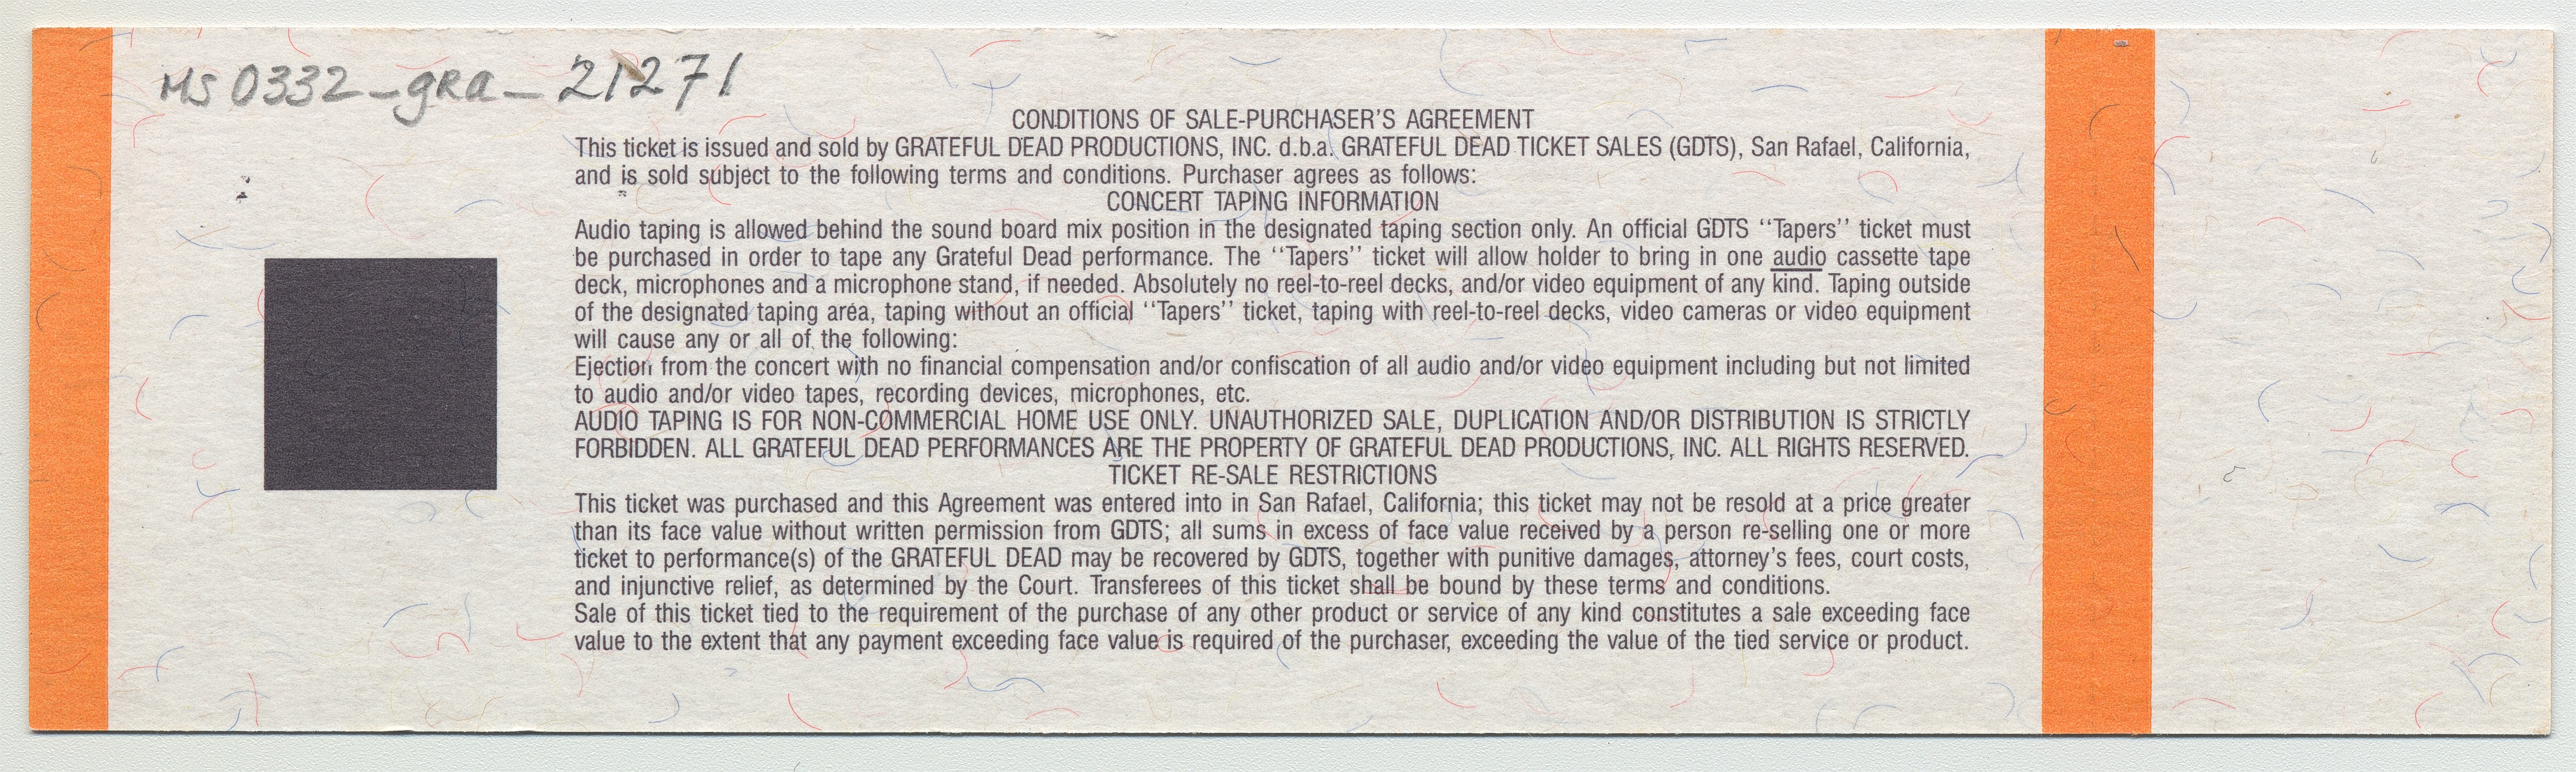 MS 0332_gRa_21271
CONDITIONS OF SALE-PURCHASER'S AGREEMENT
This ticket is issued and sold by GRATEFUL DEAD PRODUCTIONS, INC. d.b.a. GRATEFUL DEAD TICKET SALES (GDTS), San Rafael, California,
and is sold subject to the following terms and conditions. Purchaser agrees as follows:
CONCERT TAPING INFORMATION
Audio taping is allowed behind the sound board mix position in the designated taping section only. An official GDTS ‘‘Tapers’’ ticket must
be purchased in order to tape any Grateful Dead performance. The ‘‘Tapers’’ ticket will allow holder to bring in one audio cassette tape
deck, microphones and a microphone stand, if needed. Absolutely no reel-to-reel decks, and/or video equipment of any kind. Taping outside
of the designated taping area, taping without an official ‘‘Tapers’’ ticket, taping with reel-to-reel decks, video cameras or video equipment
will cause any or all of the following:
Ejection from the concert with no financial compensation and/or confiscation of all audio and/or video equipment including but not limited
to audio and/or video tapes, recording devices, microphones, etc.
AUDIO TAPING IS FOR NON-COMMERCIAL HOME USE ONLY. UNAUTHORIZED SALE, DUPLICATION AND/OR DISTRIBUTION IS STRICTLY
FORBIDDEN. ALL GRATEFUL DEAD PERFORMANCES ARE THE PROPERTY OF GRATEFUL DEAD PRODUCTIONS, INC. ALL RIGHTS RESERVED.
TICKET RE-SALE RESTRICTIONS
This ticket was purchased and this Agreement was entered into in San Rafael, California; this ticket may not be resold at a price greater
than its face value without written permission from GDTS; all sums in excess of face value received by a person re-selling one or more
ticket to performance(s) of the GRATEFUL DEAD may be recovered by GDTS, together with punitive damages, attorney's fees, court costs,
and injunctive relief, as determined by the Court. Transferees of this ticket shall be bound by these terms and conditions.
Sale of this ticket tied to the requirement of the purchase of any other product or service of any kind constitutes a sale exceeding face
value to the extent that any payment exceeding face value is required of the purchaser, exceeding the value of the tied service or product.